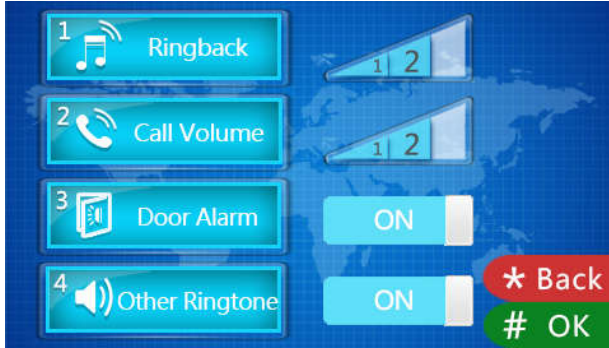 1 Ringback 1 2
2 Call Volume 1 2
3 Door Alarm ON
4 Other Ringtone ON
* Back
# OK